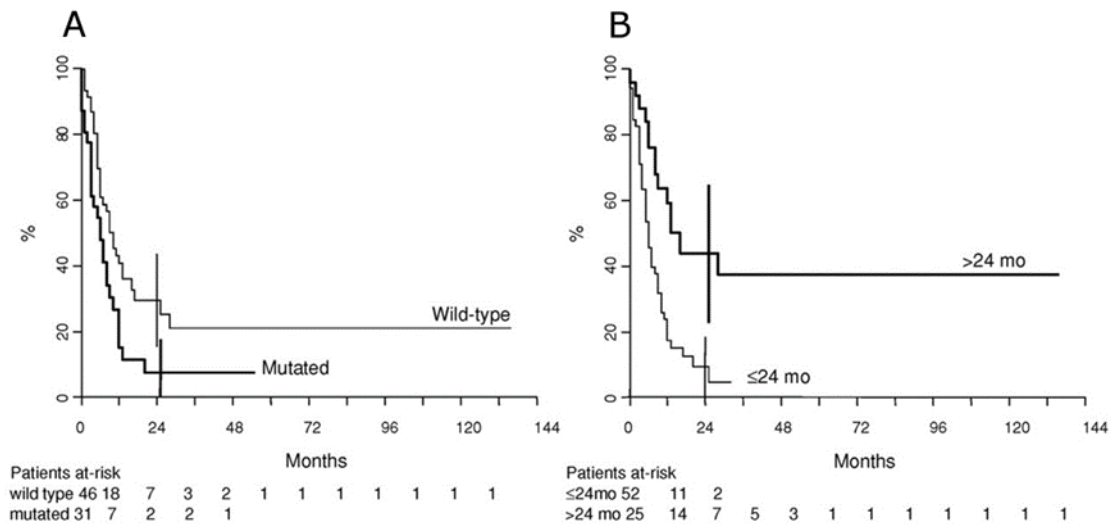 A
100
80
60
40
20
0
%
Wild-type
Mutated
0 24 48 72 96 120 144
Months
Patients at-risk
wild type 46 18 7 3 2 1 1 1 1 1 1 1
mutated 31 7 2 2 1
B
100
80
60
40
20
0
%
>24 mo
≤24 mo
0 24 48 72 96 120 144
Months
Patients at-risk
≤24mo 52 11 2
>24 mo 25 14 7 5 3 1 1 1 1 1 1 1